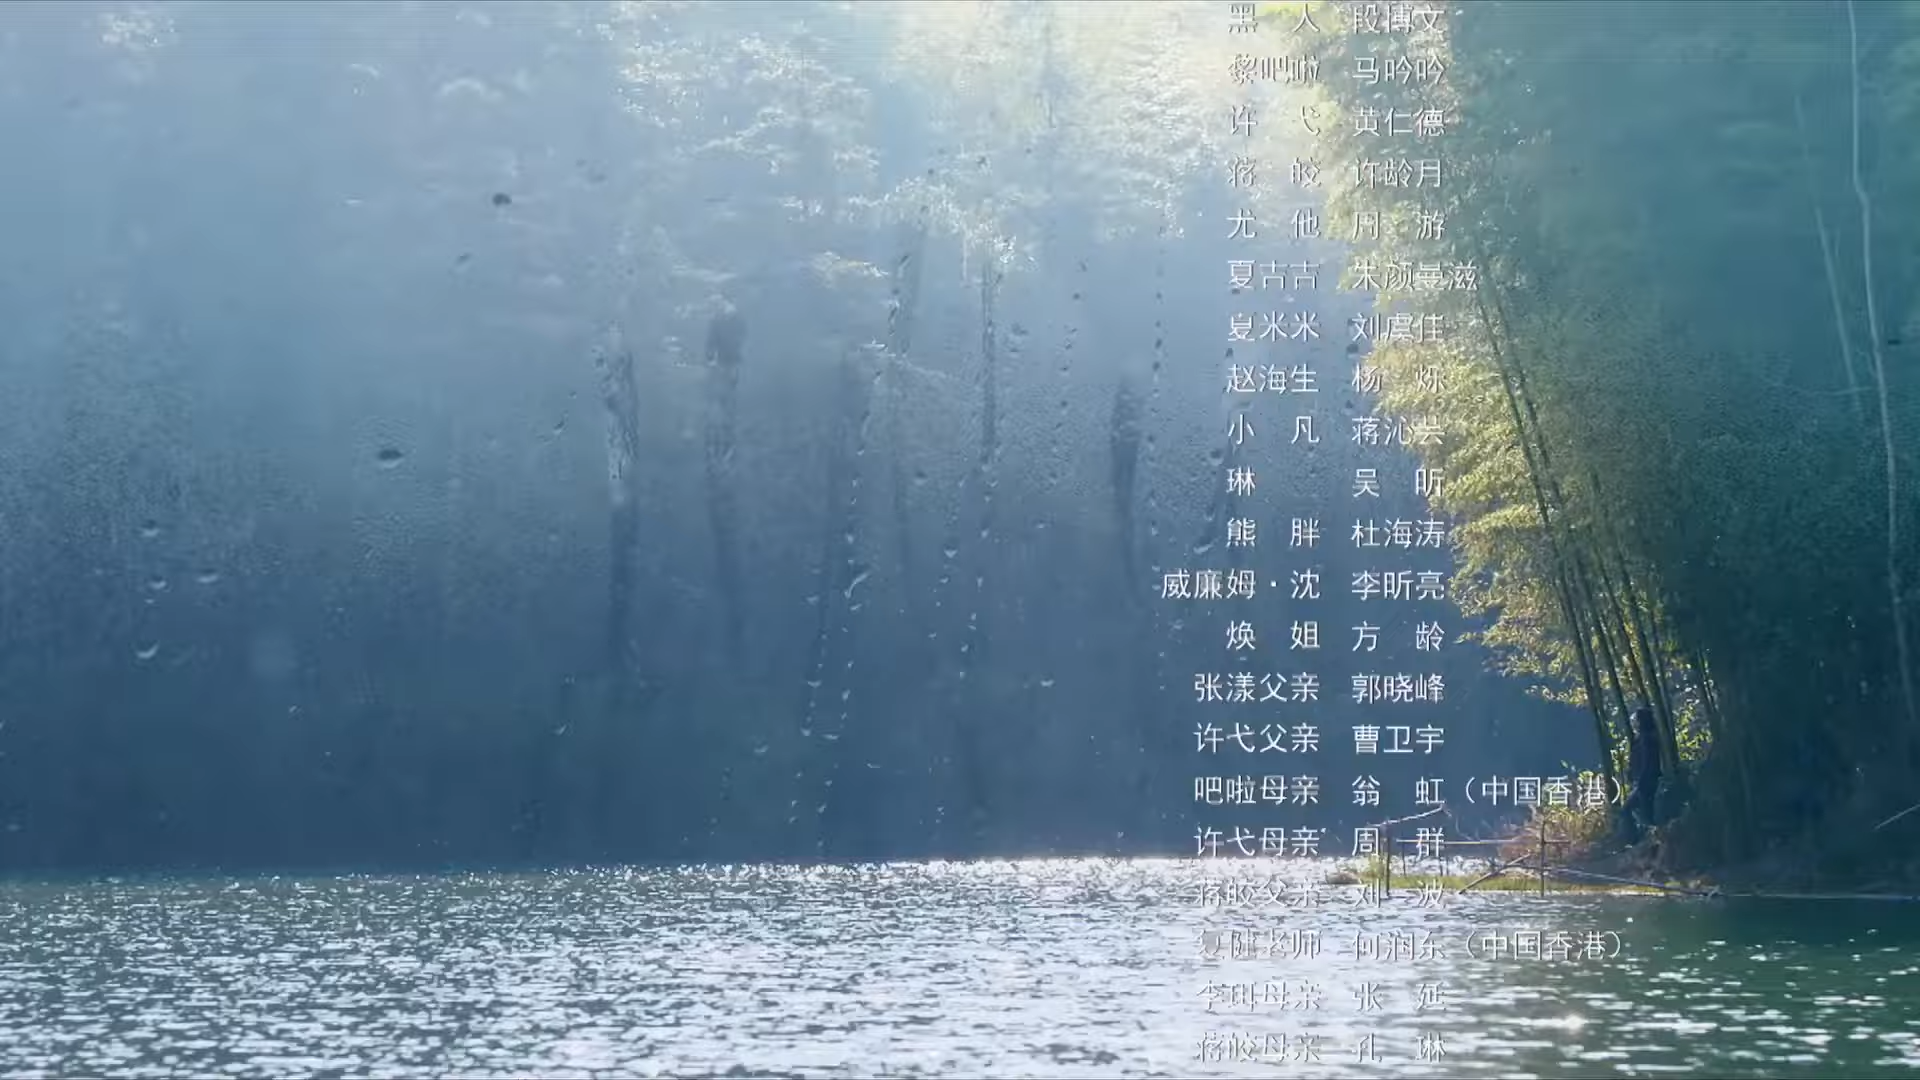 黑 人 段博文
黎吧啦 马吟吟
许 弋 黄仁德
蒋 皎 许龄月
尤 他 周 游
夏吉吉 朱颜曼滋
夏米米 刘虞佳
赵海生 杨 烁
小 凡 蒋沁芸
琳 吴 昕
熊 胖 杜海涛
威廉姆·沈 李昕亮
焕 姐 方 龄
张漾父亲 郭晓峰
许弋父亲 曹卫宇
吧啦母亲 翁 虹（中国香港）
许弋母亲 周 群
蒋皎父亲 刘 波
复健老师 何润东（中国香港）
李珥母亲 张 延
蒋皎母亲 孔 琳